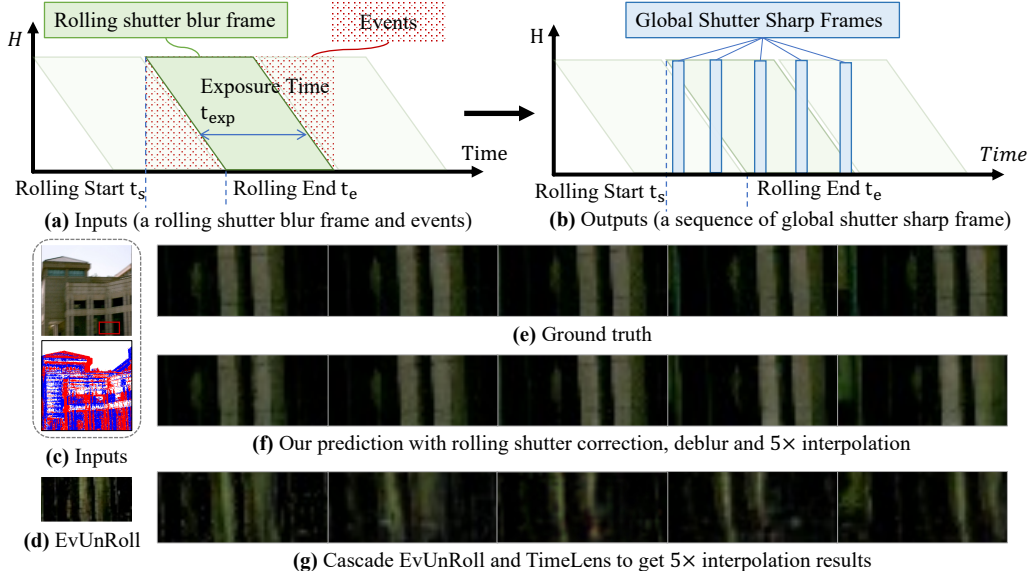 Rolling shutter blur frame
Events
H
Exposure Time
t_exp
Time
Rolling Start t_s
Rolling End t_e
(a) Inputs (a rolling shutter blur frame and events)
Global Shutter Sharp Frames
H
Time
Rolling Start t_s
Rolling End t_e
(b) Outputs (a sequence of global shutter sharp frame)
(c) Inputs
(d) EvUnRoll
(e) Ground truth
(f) Our prediction with rolling shutter correction, deblur and 5× interpolation
(g) Cascade EvUnRoll and TimeLens to get 5× interpolation results